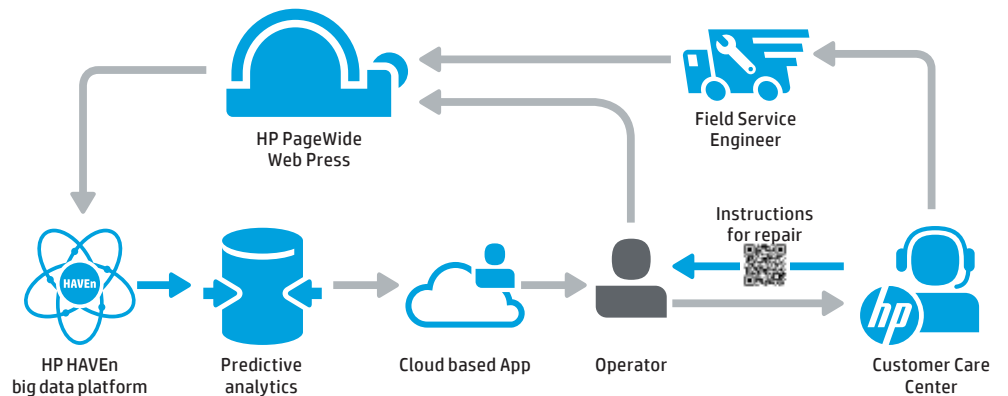 HP PageWide
Web Press
Field Service
Engineer
Instructions
for repair
HAVEn
hp
HP HAVEn
big data platform
Predictive
analytics
Cloud based App
Operator
Customer Care
Center